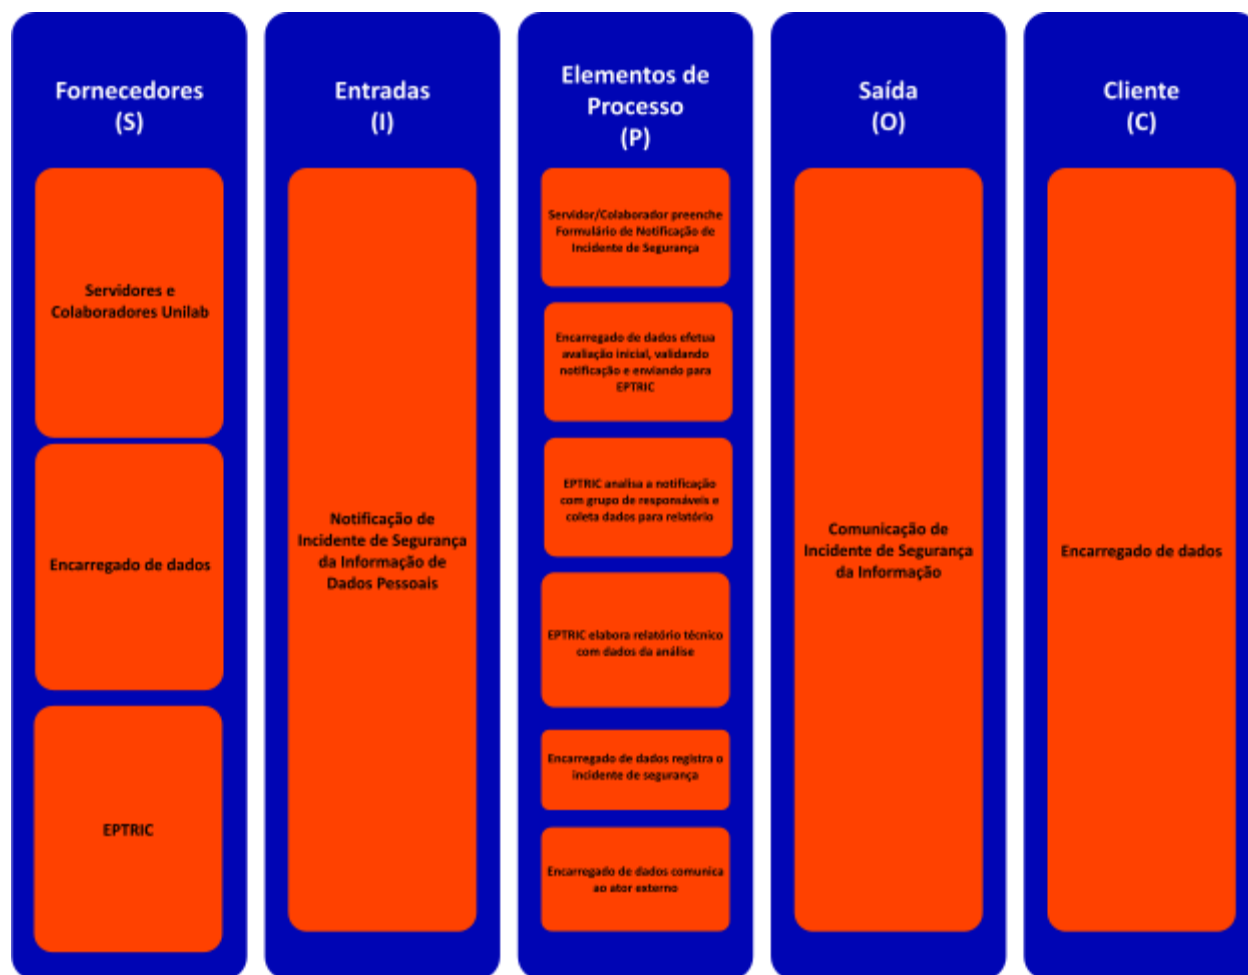 Fornecedores
(S)
Servidores e
Colaboradores Unilab
Encarregado de dados
EPTRIC
Entradas
(I)
Notificação de
Incidente de Segurança
da Informação de
Dados Pessoais
Elementos de
Processo
(P)
Servidor/Colaborador preenche
Formulário de Notificação de
Incidente de Segurança
Encarregado de dados efetua
avaliação inicial, validando
notificação e enviando para
EPTRIC
EPTRIC analisa a notificação
com grupo de responsáveis e
coleta dados para relatório
EPTRIC elabora relatório técnico
com dados da análise
Encarregado de dados registra o
incidente de segurança
Encarregado de dados comunica
ao ator externo
Saída
(O)
Comunicação de
Incidente de Segurança
da Informação
Cliente
(C)
Encarregado de dados